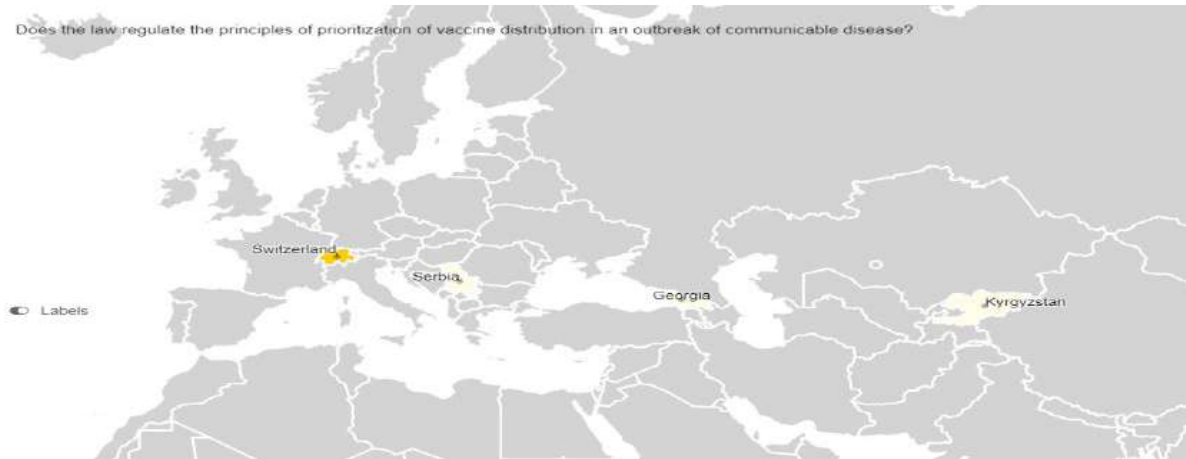 Does the law regulate the principles of prioritization of vaccine distribution in an outbreak of communicable disease?
Switzerland
Serbia
Georgia
Kyrgyzstan
Labels